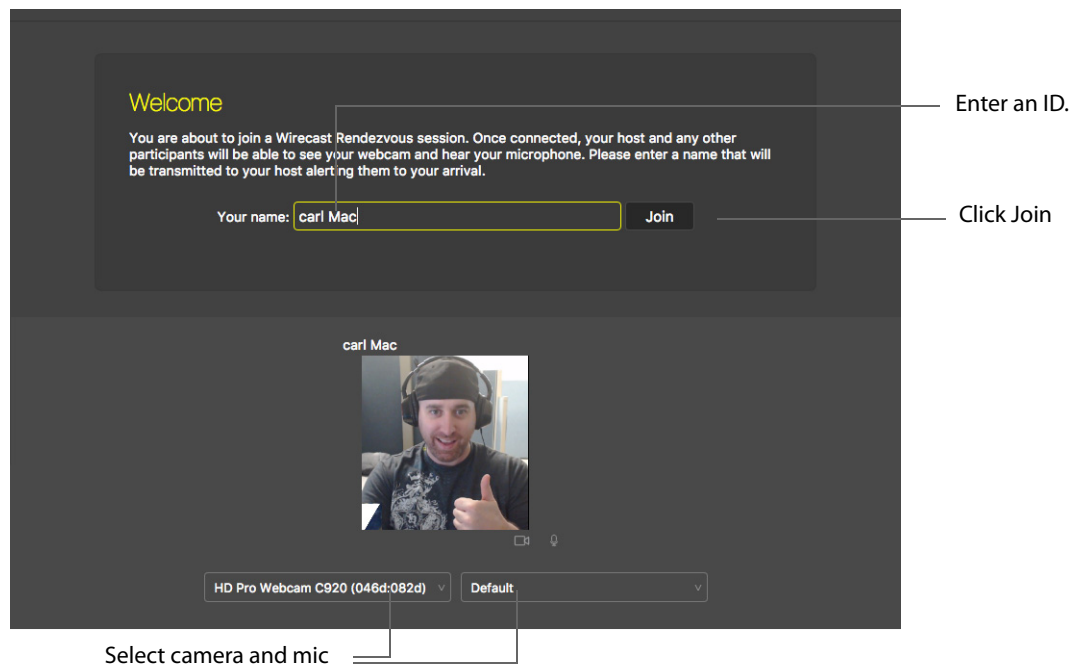 Welcome
Enter an ID.
You are about to join a Wirecast Rendezvous session. Once connected, your host and any other
participants will be able to see your webcam and hear your microphone. Please enter a name that will
be transmitted to your host alerting them to your arrival.
Your name: carl Mac Join
Click Join
carl Mac
HD Pro Webcam C920 (046d:082d) Default
Select camera and mic